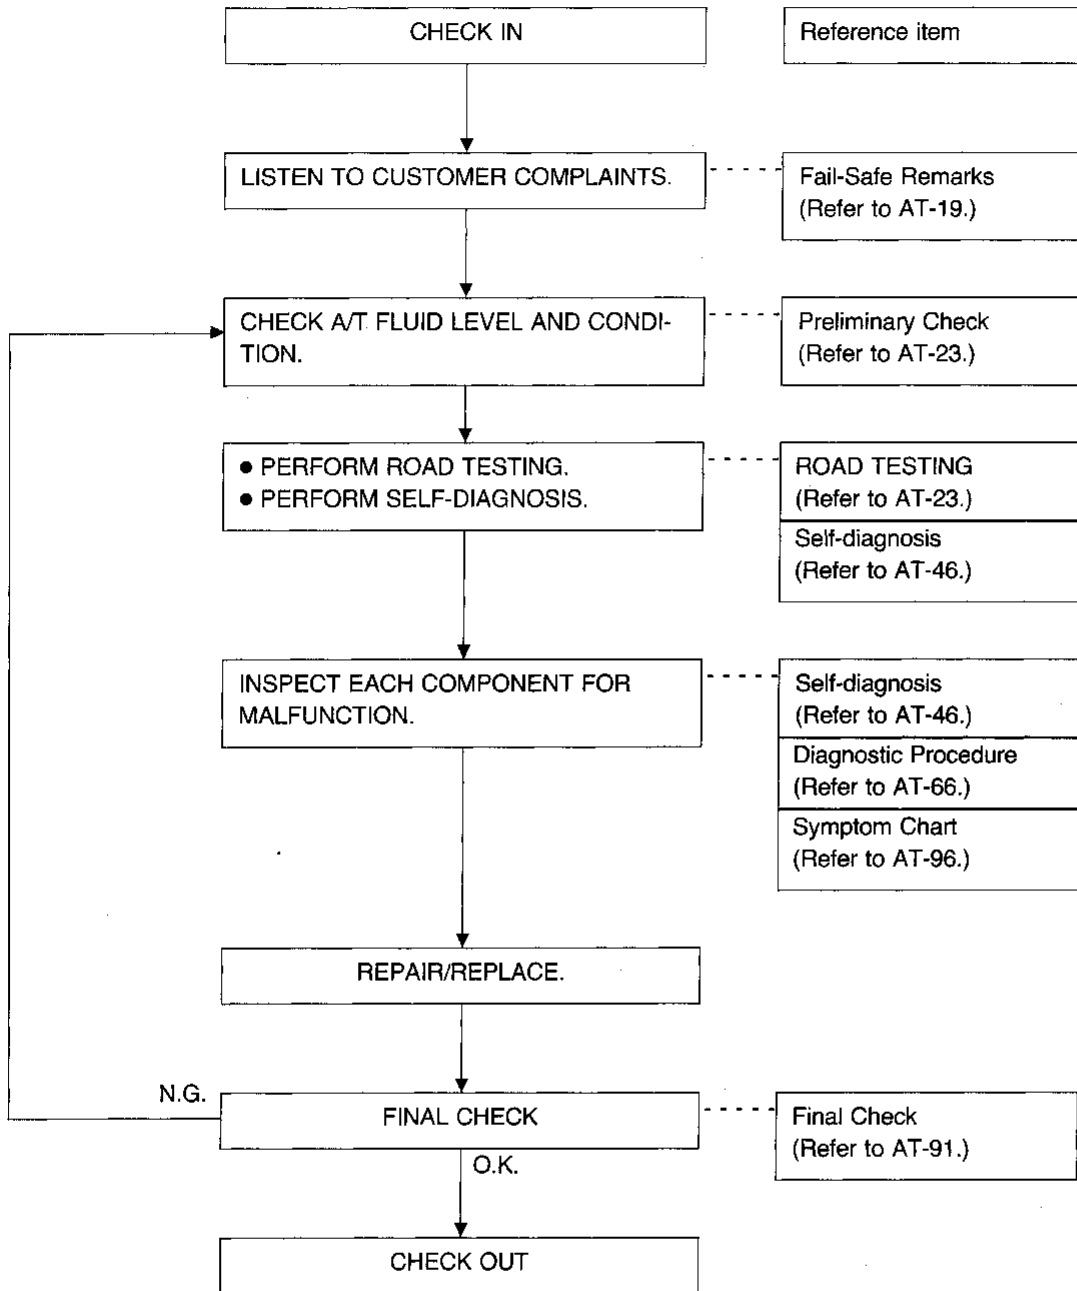 CHECK IN
Reference item
LISTEN TO CUSTOMER COMPLAINTS.
Fail-Safe Remarks
(Refer to AT-19.)
CHECK A/T FLUID LEVEL AND CONDI-
TION.
Preliminary Check
(Refer to AT-23.)
● PERFORM ROAD TESTING.
● PERFORM SELF-DIAGNOSIS.
ROAD TESTING
(Refer to AT-23.)
Self-diagnosis
(Refer to AT-46.)
INSPECT EACH COMPONENT FOR
MALFUNCTION.
Self-diagnosis
(Refer to AT-46.)
Diagnostic Procedure
(Refer to AT-66.)
Symptom Chart
(Refer to AT-96.)
REPAIR/REPLACE.
N.G.
FINAL CHECK
Final Check
(Refer to AT-91.)
O.K.
CHECK OUT